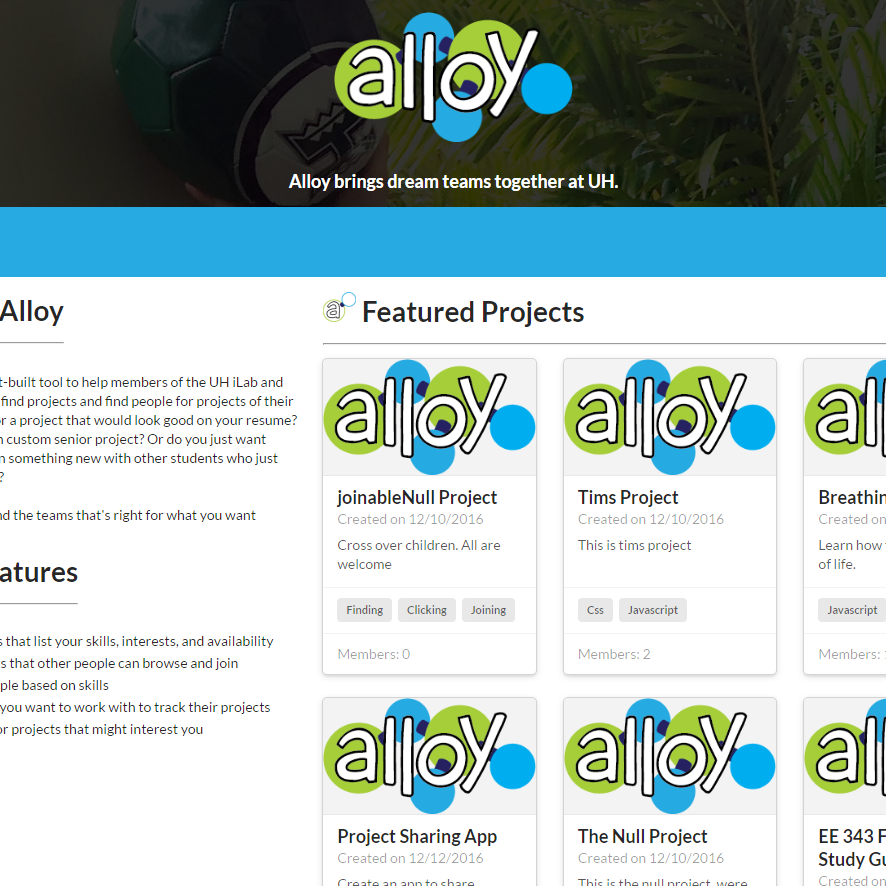 alloy
Alloy brings dream teams together at UH.
Alloy
t-built tool to help members of the UH iLab and
find projects and find people for projects of their
or a project that would look good on your resume?
custom senior project? Or do you just want
n something new with other students who just
?
nd the teams that's right for what you want
atures
s that list your skills, interests, and availability
s that other people can browse and join
ple based on skills
you want to work with to track their projects
or projects that might interest you
a Featured Projects
alloy
joinableNull Project
Created on 12/10/2016
Cross over children. All are
welcome
Finding Clicking Joining
Members: 0
alloy
Tims Project
Created on 12/10/2016
This is tims project
Css Javascript
Members: 2
all
Breathin
Created on
Learn how
of life.
Javascript
Members:
alloy
Project Sharing App
Created on 12/12/2016
Create an app to share
alloy
The Null Project
Created on 12/10/2016
This is the null project, were
all
EE 343 F
Study Gu
Created on